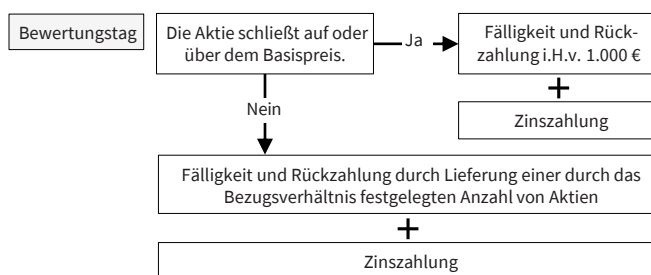 Bewertungstag
Die Aktie schließt auf oder
über dem Basispreis.
Ja
Fälligkeit und Rück-
zahlung i.H.v. 1.000 €
+
Zinszahlung
Nein
Fälligkeit und Rückzahlung durch Lieferung einer durch das
Bezugsverhältnis festgelegten Anzahl von Aktien
+
Zinszahlung